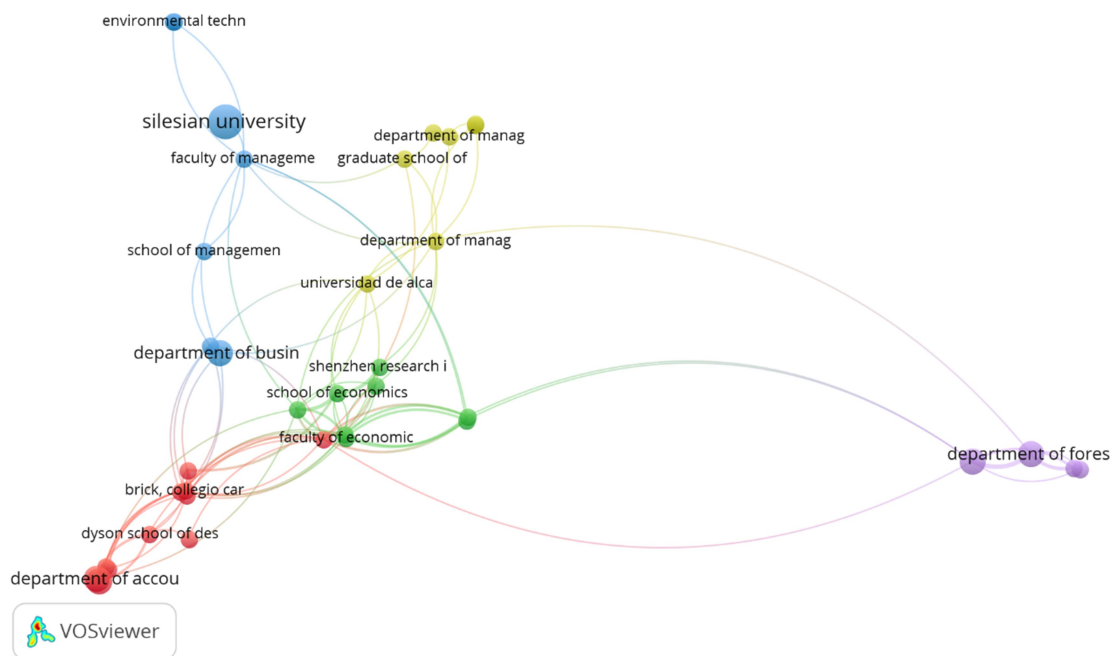 environmental techn
silesian university
department of manag
faculty of manageme
graduate school of
department of manag
school of managemen
universidad de alca
department of busin
shenzhen research i
school of economics
faculty of economic
department of fores
brick, collegio car
dyson school of des
department of accou
VOSviewer